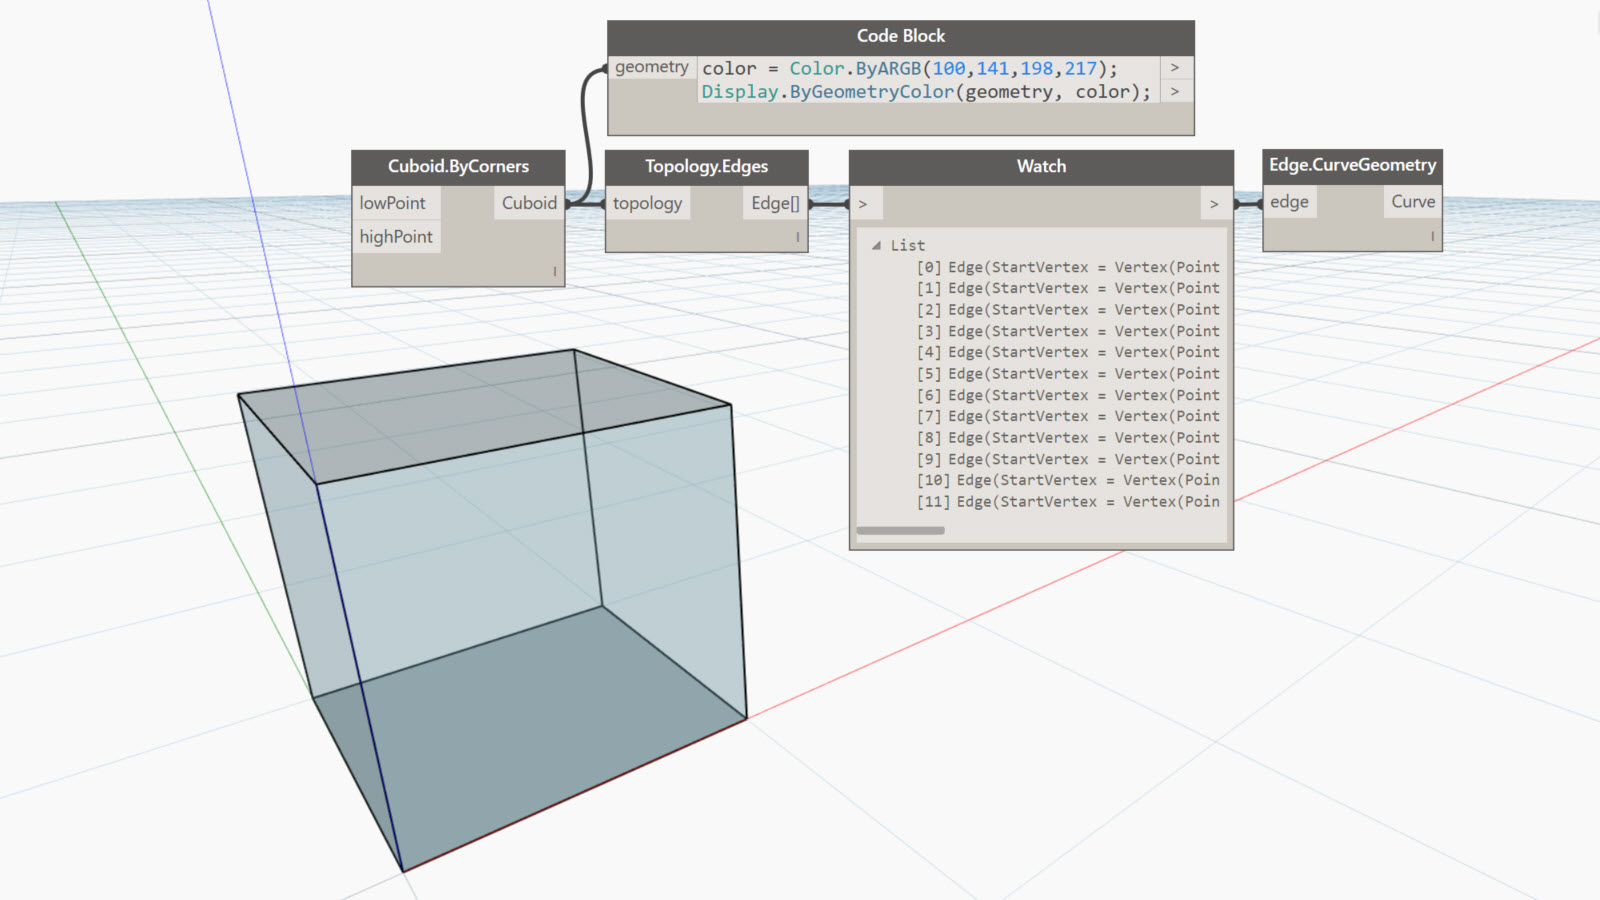 Code Block
geometry
color = Color.ByARGB(100,141,198,217);
>
Display.ByGeometryColor(geometry, color);
>
Cuboid.ByCorners
lowPoint
Cuboid
highPoint
l
Topology.Edges
topology
Edge[]
l
Watch
>
>
List
[0] Edge(StartVertex = Vertex(Point
[1] Edge(StartVertex = Vertex(Point
[2] Edge(StartVertex = Vertex(Point
[3] Edge(StartVertex = Vertex(Point
[4] Edge(StartVertex = Vertex(Point
[5] Edge(StartVertex = Vertex(Point
[6] Edge(StartVertex = Vertex(Point
[7] Edge(StartVertex = Vertex(Point
[8] Edge(StartVertex = Vertex(Point
[9] Edge(StartVertex = Vertex(Point
[10] Edge(StartVertex = Vertex(Poin
[11] Edge(StartVertex = Vertex(Poin
Edge.CurveGeometry
edge
Curve
l